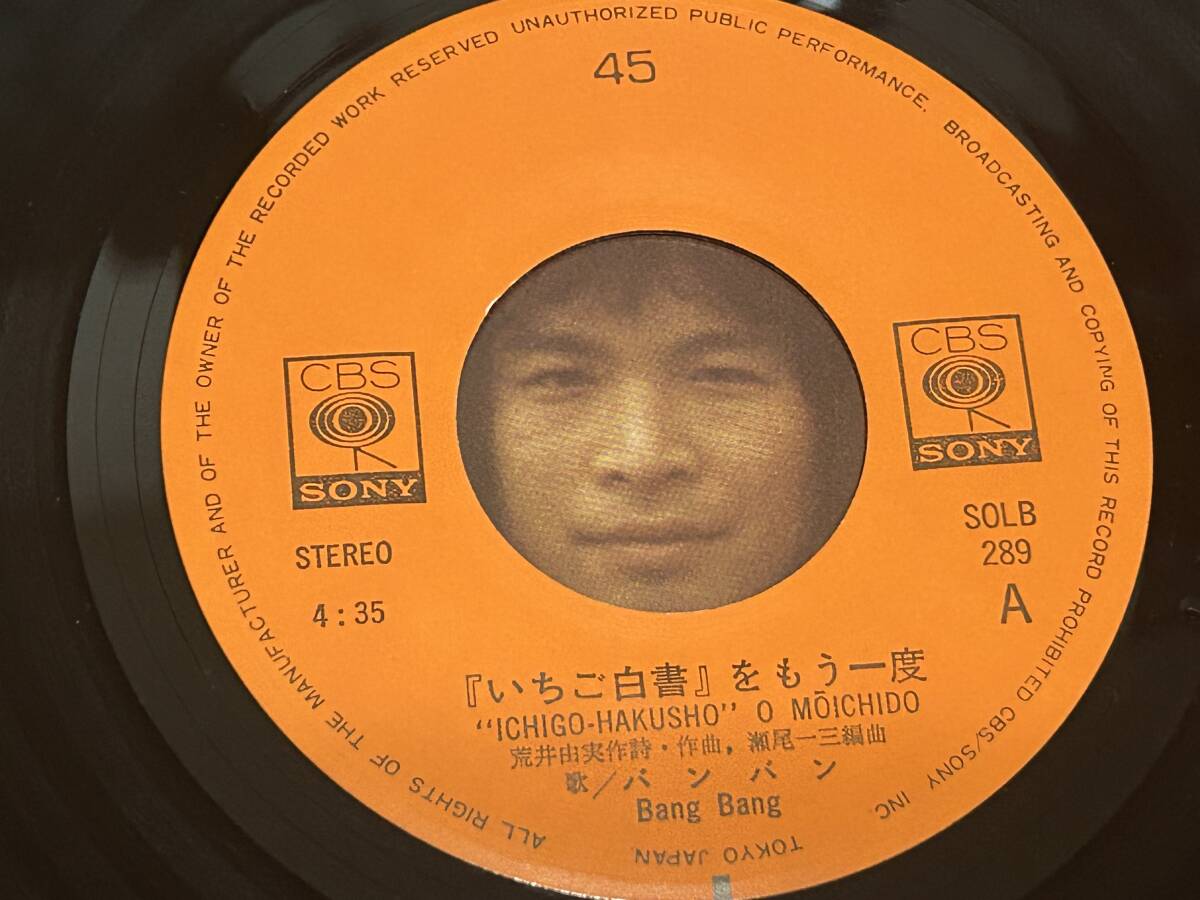 ALL RIGHTS OF THE MANUFACTURER AND OF THE OWNER OF THE RECORDED WORK RESERVED UNAUTHORIZED PUBLIC PERFORMANCE, BROADCASTING AND COPYING OF THIS RECORD PROHIBITED CBS/SONY INC.
TOKYO JAPAN
45
CBS
SONY
CBS
SONY
STEREO
4:35
SOLB
289
A
『いちご白書』をもう一度
"ICHIGO-HAKUSHO" O MŌICHIDO
荒井由実作詩・作曲, 瀬尾一三編曲
歌/バンバン
Bang Bang